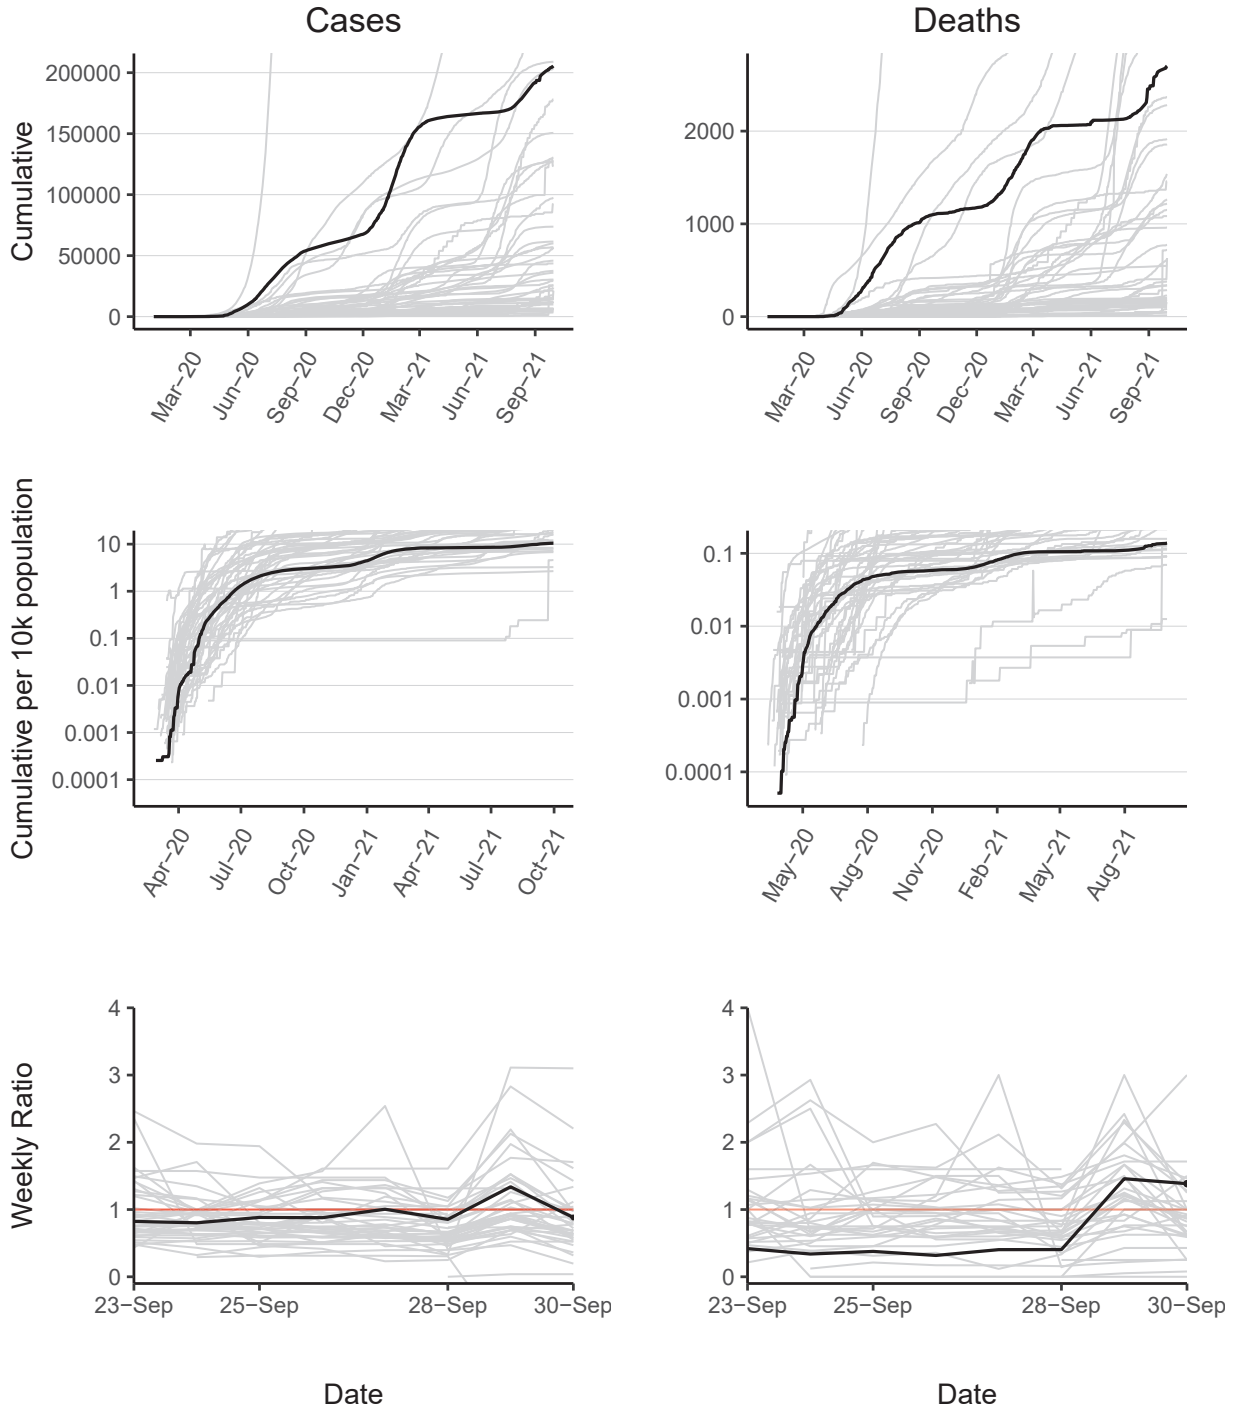 Cases
Deaths
Cumulative
200000
150000
100000
50000
0
Mar−20
Jun−20
Sep−20
Dec−20
Mar−21
Jun−21
Sep−21
2000
1000
0
Mar−20
Jun−20
Sep−20
Dec−20
Mar−21
Jun−21
Sep−21
Cumulative per 10k population
10
1
0.1
0.01
0.001
0.0001
Apr−20
Jul−20
Oct−20
Jan−21
Apr−21
Jul−21
Oct−21
0.1
0.01
0.001
0.0001
May−20
Aug−20
Nov−20
Feb−21
May−21
Aug−21
Weekly Ratio
4
3
2
1
0
23−Sep
25−Sep
28−Sep
30−Sep
4
3
2
1
0
23−Sep
25−Sep
28−Sep
30−Sep
Date
Date